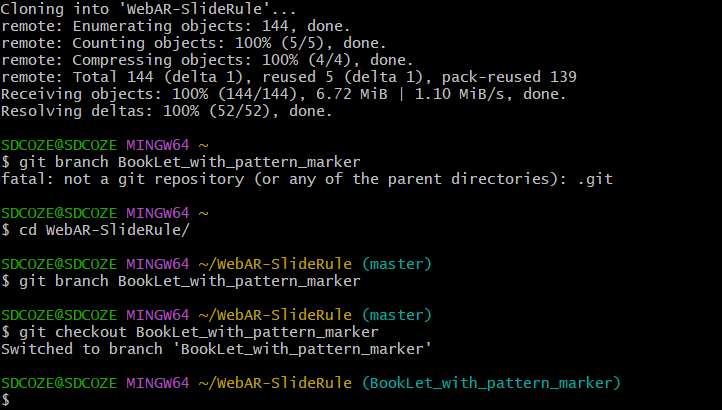 Cloning into 'WebAR-SlideRule'...
remote: Enumerating objects: 144, done.
remote: Counting objects: 100% (5/5), done.
remote: Compressing objects: 100% (4/4), done.
remote: Total 144 (delta 1), reused 5 (delta 1), pack-reused 139
Receiving objects: 100% (144/144), 6.72 MiB | 1.10 MiB/s, done.
Resolving deltas: 100% (52/52), done.
SDCOZE@SDCOZE MINGW64 ~
$ git branch BookLet_with_pattern_marker
fatal: not a git repository (or any of the parent directories): .git
SDCOZE@SDCOZE MINGW64 ~
$ cd WebAR-SlideRule/
SDCOZE@SDCOZE MINGW64 ~/WebAR-SlideRule (master)
$ git branch BookLet_with_pattern_marker
SDCOZE@SDCOZE MINGW64 ~/WebAR-SlideRule (master)
$ git checkout BookLet_with_pattern_marker
Switched to branch 'BookLet_with_pattern_marker'
SDCOZE@SDCOZE MINGW64 ~/WebAR-SlideRule (BookLet_with_pattern_marker)
$